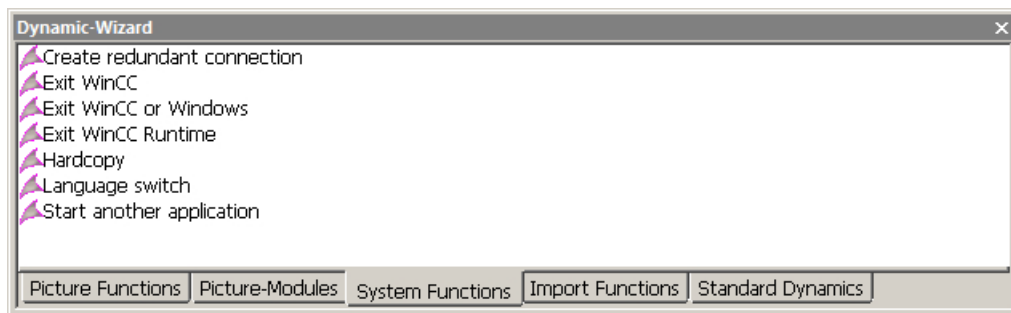 Dynamic-Wizard
Create redundant connection
Exit WinCC
Exit WinCC or Windows
Exit WinCC Runtime
Hardcopy
Language switch
Start another application
Picture Functions Picture-Modules System Functions Import Functions Standard Dynamics